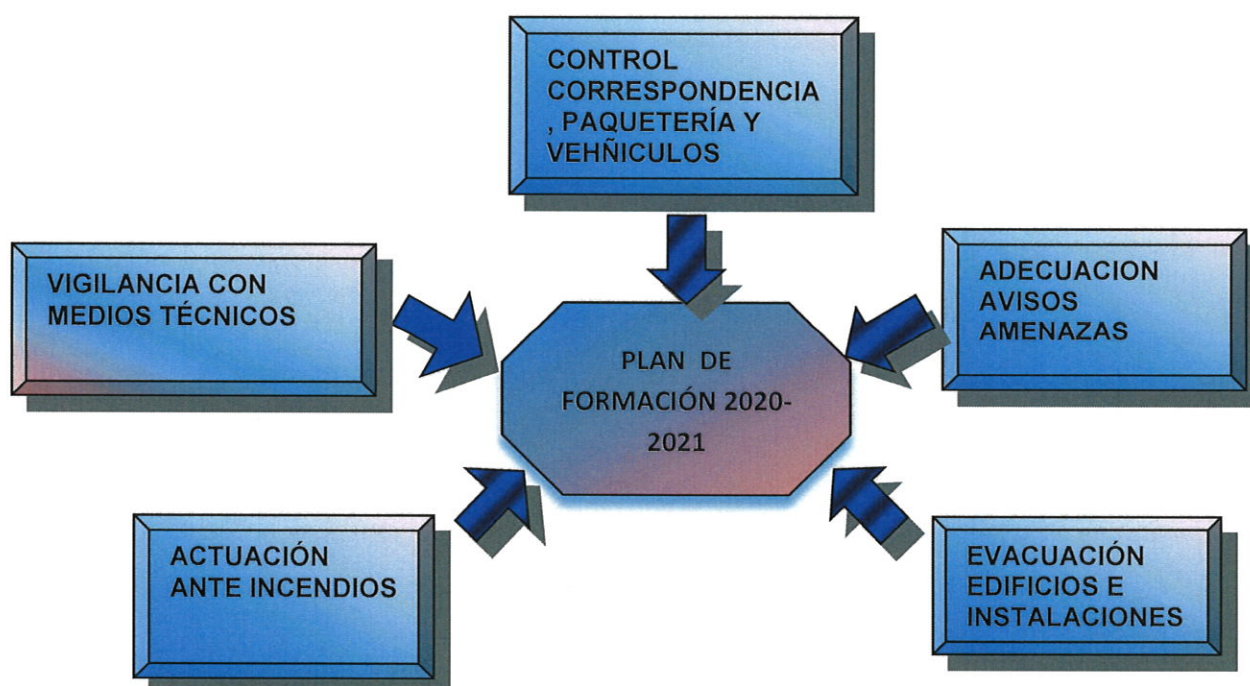 CONTROL
CORRESPONDENCIA
, PAQUETERÍA Y
VEHÑICULOS
VIGILANCIA CON
MEDIOS TÉCNICOS
ADECUACION
AVISOS
AMENAZAS
PLAN DE
FORMACIÓN 2020-
2021
ACTUACIÓN
ANTE INCENDIOS
EVACUACIÓN
EDIFICIOS E
INSTALACIONES